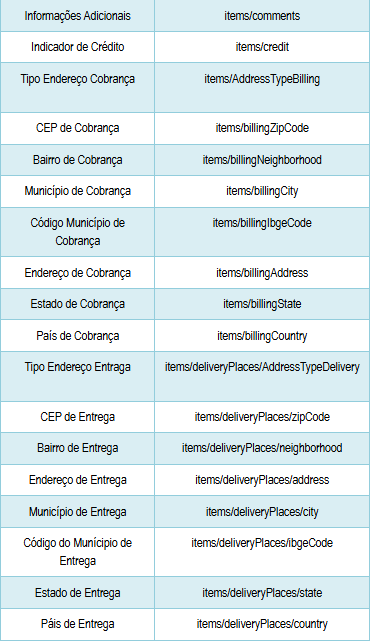 Informações Adicionais items/comments
Indicador de Crédito items/credit
Tipo Endereço Cobrança items/AddressTypeBilling
CEP de Cobrança items/billingZipCode
Bairro de Cobrança items/billingNeighborhood
Município de Cobrança items/billingCity
Código Município de items/billingIbgeCode
Cobrança
Endereço de Cobrança items/billingAddress
Estado de Cobrança items/billingState
País de Cobrança items/billingCountry
Tipo Endereço Entraga items/deliveryPlaces/AddressTypeDelivery
CEP de Entrega items/deliveryPlaces/zipCode
Bairro de Entrega items/deliveryPlaces/neighborhood
Endereço de Entrega items/deliveryPlaces/address
Município de Entrega items/deliveryPlaces/city
Código do Munícipio de items/deliveryPlaces/ibgeCode
Entrega
Estado de Entrega items/deliveryPlaces/state
Páis de Entrega items/deliveryPlaces/country